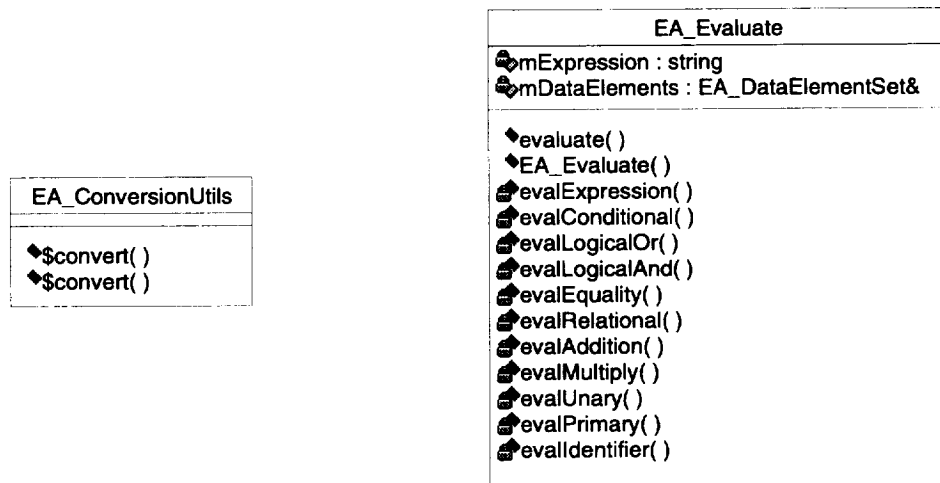 EA_ConversionUtils
$convert( )
$convert( )
EA_Evaluate
mExpression : string
mDataElements : EA_DataElementSet&
evaluate( )
EA_Evaluate( )
evalExpression( )
evalConditional( )
evalLogicalOr( )
evalLogicalAnd( )
evalEquality( )
evalRelational( )
evalAddition( )
evalMultiply( )
evalUnary( )
evalPrimary( )
evalIdentifier( )